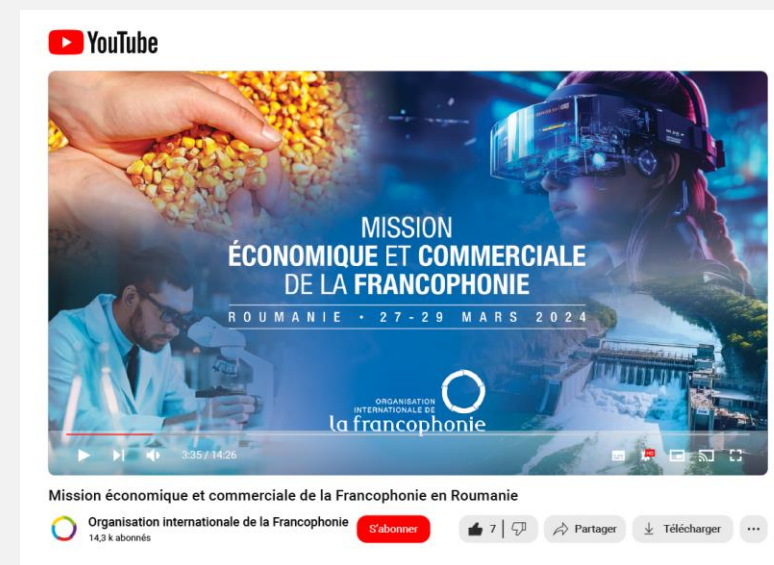 YouTube
MISSION
ÉCONOMIQUE ET COMMERCIALE
DE LA FRANCOPHONIE
ROUMANIE • 27-29 MARS 2024
ORGANISATION
INTERNATIONALE DE
la francophonie
3:35 / 14:26
HD
Mission économique et commerciale de la Francophonie en Roumanie
Organisation internationale de la Francophonie
14,3 k abonnés
S'abonner
7
Partager
Télécharger